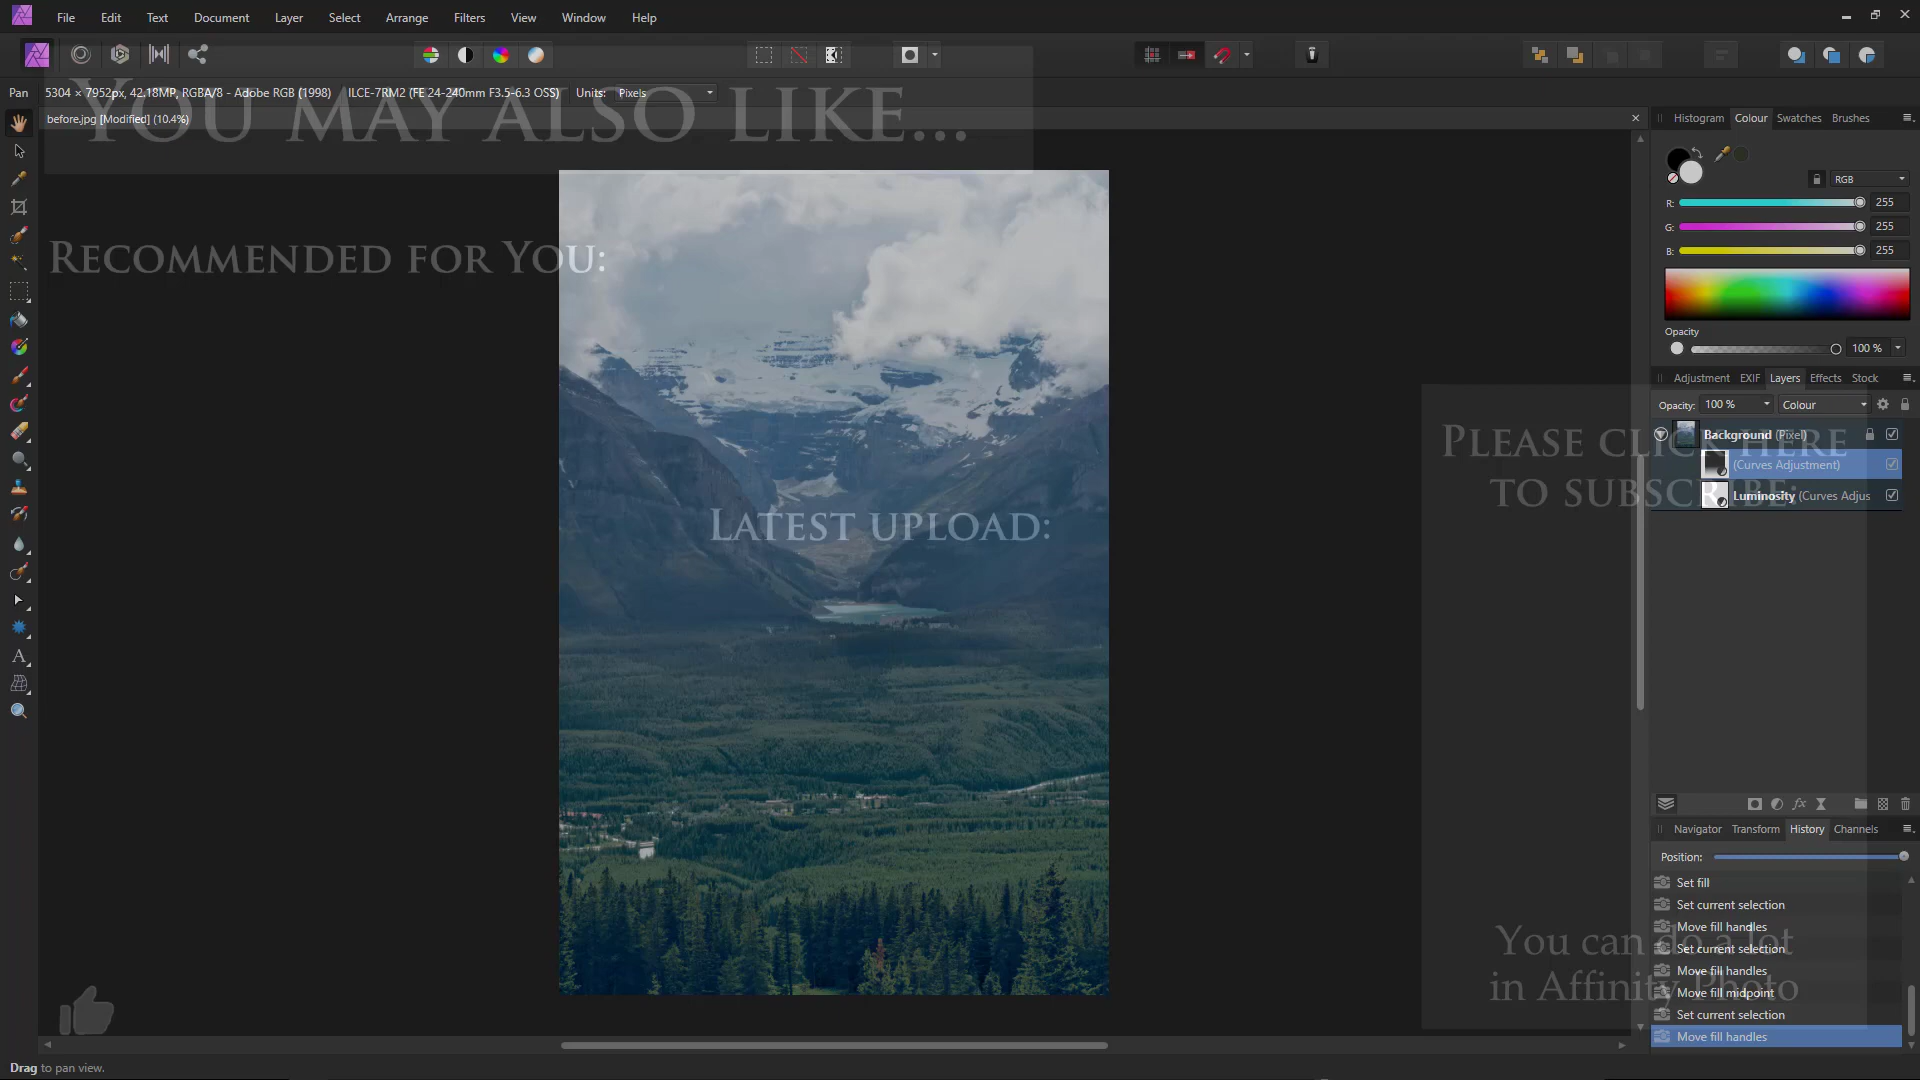 File Edit Text Document Layer Select Arrange Filters View Window Help
Pan 5304 × 7952px, 42.18MP, RGBA/8 - Adobe RGB (1998) ILCE-7RM2 (FE 24-240mm F3.5-6.3 OSS) Units: Pixels
before.jpg [Modified] (10.4%)
You may also like...
Recommended for You:
Latest upload:
Please click here
to subscribe:
You can do a lot
in Affinity Photo
Histogram Colour Swatches Brushes
RGB
R: 255
G: 255
B: 255
Opacity
100 %
Adjustment EXIF Layers Effects Stock
Opacity: 100 % Colour
Background (Pixel)
(Curves Adjustment)
Luminosity (Curves Adjus
Navigator Transform History Channels
Position:
Set fill
Set current selection
Move fill handles
Set current selection
Move fill handles
Move fill midpoint
Set current selection
Move fill handles
Drag to pan view.